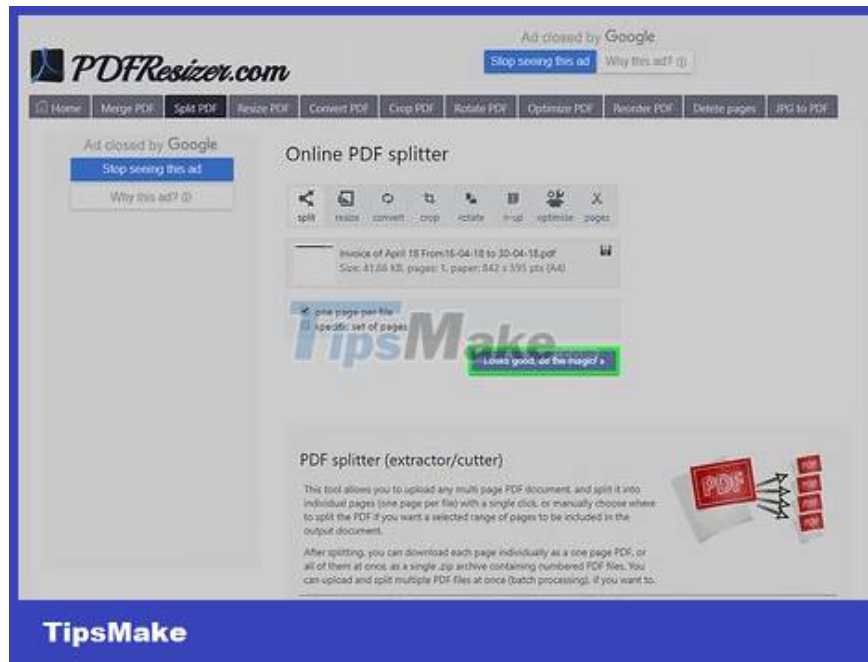 Ad closed by Google
Stop seeing this ad Why this ad?
PDFResizer.com
Home Merge PDF Split PDF Resize PDF Convert PDF Crop PDF Rotate PDF Optimize PDF Reorder PDF Delete pages JPG to PDF
Ad closed by Google
Stop seeing this ad
Why this ad?
Online PDF splitter
split resize convert crop rotate n-up optimize pages
Invoice of April 18 From16-04-18 to 30-04-18.pdf
Size: 41.66 KB, pages: 1, paper: 842 x 595 pts (A4)
one page per file
specific set of pages
TipsMake
Looks good, do the magic!
PDF splitter (extractor/cutter)
This tool allows you to upload any multi page PDF document, and split it into
individual pages (one page per file) with a single click, or manually choose where
to split the PDF if you want a selected range of pages to be included in the
output document.
After splitting, you can download each page individually as a one page PDF, or
all of them at once, as a single .zip archive containing numbered PDF files. You
can upload and split multiple PDF files at once (batch processing), if you want to.
PDF
PDF
PDF
PDF
PDF
TipsMake